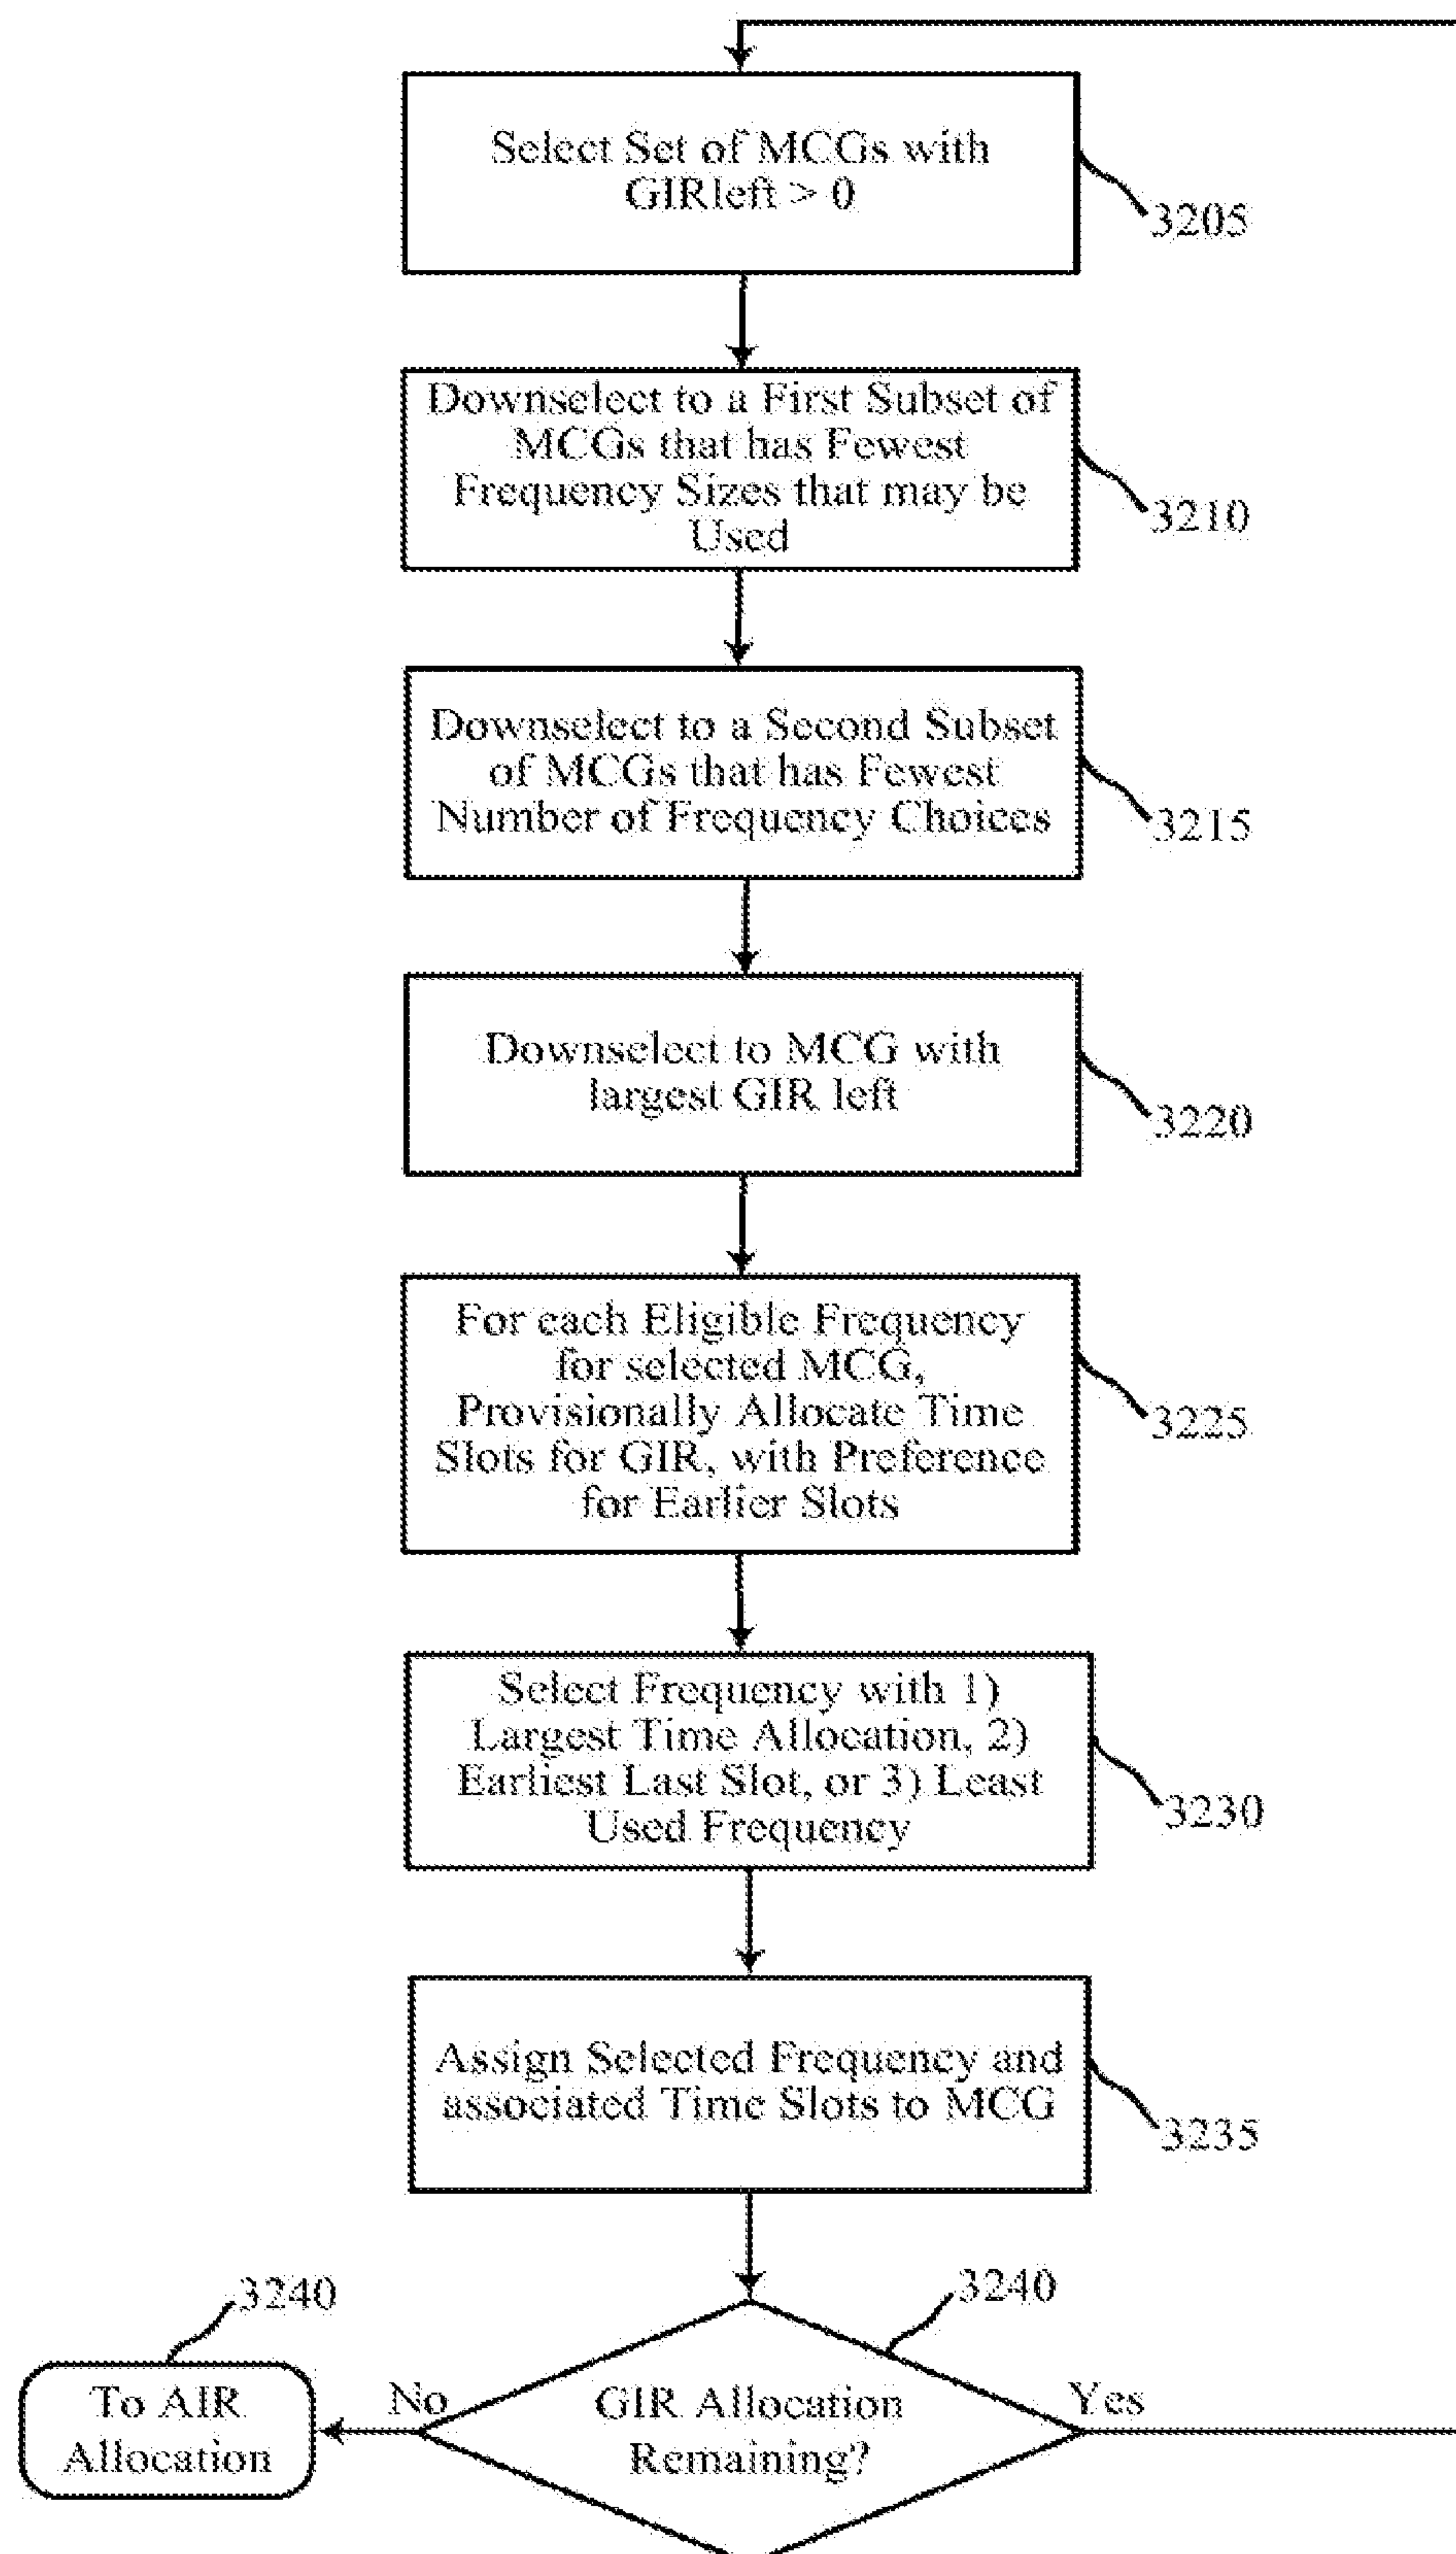 Select Set of MCGs with
GIRleft > 0
3205
Downselect to a First Subset of
MCGs that has Fewest
Frequency Sizes that may be
Used
3210
Downselect to a Second Subset
of MCGs that has Fewest
Number of Frequency Choices
3215
Downselect to MCG with
largest GIR left
3220
For each Eligible Frequency
for selected MCG,
Provisionally Allocate Time
Slots for GIR, with Preference
for Earlier Slots
3225
Select Frequency with 1)
Largest Time Allocation, 2)
Earliest Last Slot, or 3) Least
Used Frequency
3230
Assign Selected Frequency and
associated Time Slots to MCG
3235
3240
3240
To AIR
Allocation
No
GIR Allocation
Remaining?
Yes